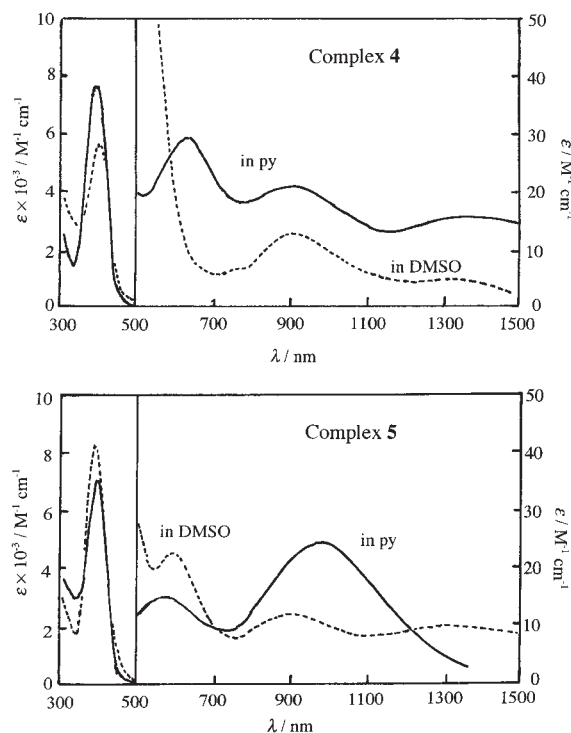 10
8
6
4
2
0
ε × 10⁻³ / M⁻¹ cm⁻¹
50
40
30
20
10
0
ε / M⁻¹ cm⁻¹
Complex 4
in py
in DMSO
300 500 700 900 1100 1300 1500
λ / nm
10
8
6
4
2
0
ε × 10⁻³ / M⁻¹ cm⁻¹
50
40
30
20
10
0
ε / M⁻¹ cm⁻¹
Complex 5
in DMSO
in py
300 500 700 900 1100 1300 1500
λ / nm